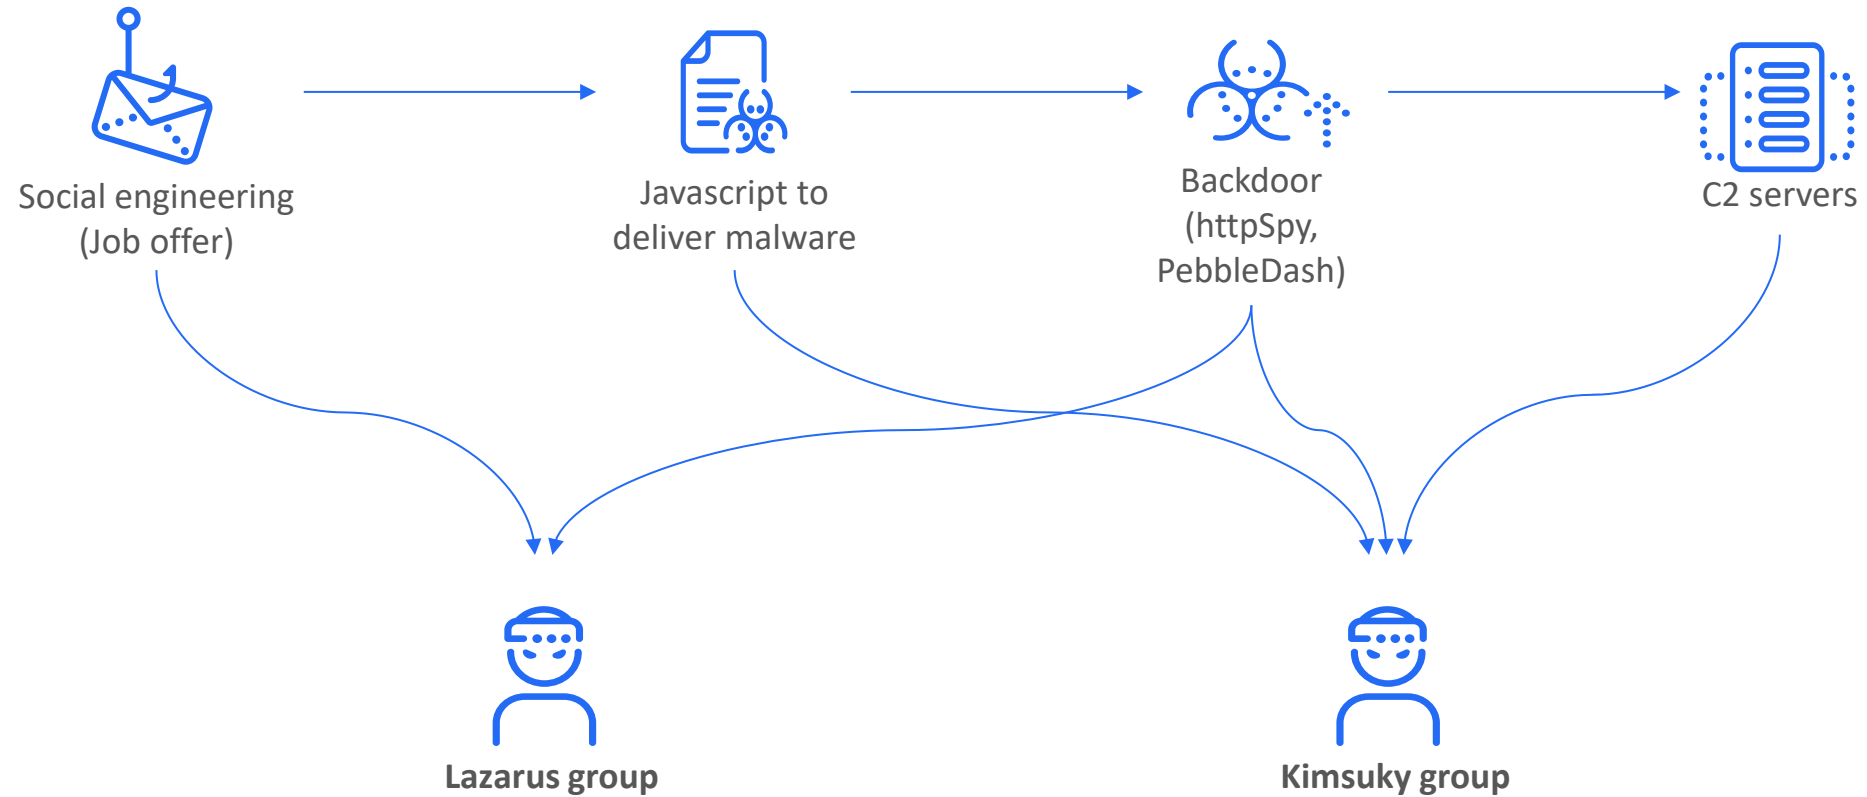 Social engineering
(Job offer)
Javascript to
deliver malware
Backdoor
(httpSpy,
PebbleDash)
C2 servers
Lazarus group
Kimsuky group